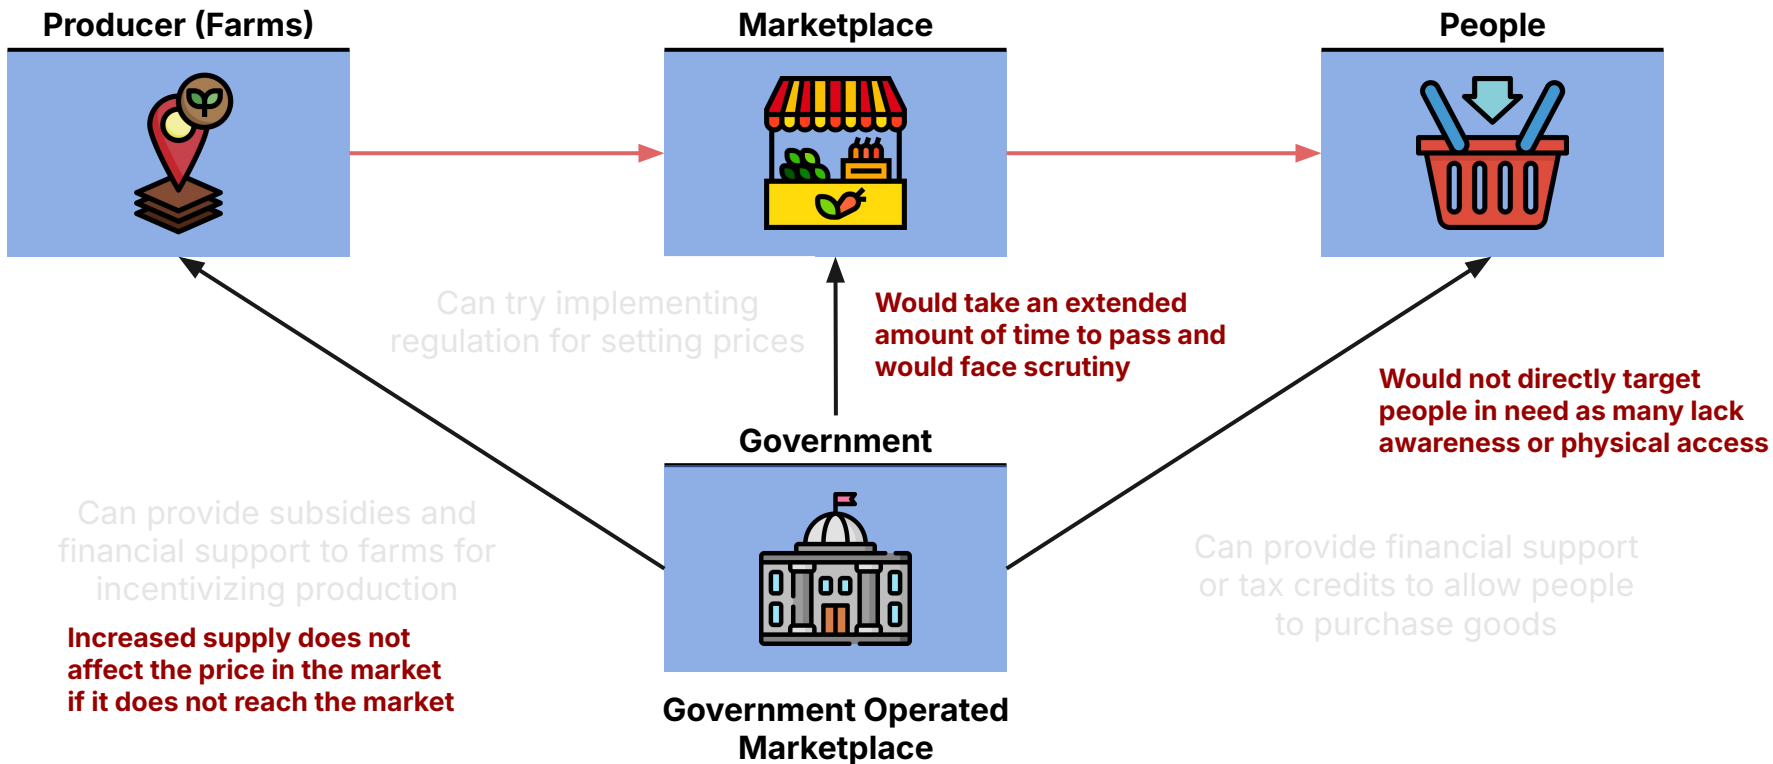 Producer (Farms)
Marketplace
People
Can try implementing
regulation for setting prices
Would take an extended
amount of time to pass and
would face scrutiny
Would not directly target
people in need as many lack
awareness or physical access
Government
Can provide subsidies and
financial support to farms for
incentivizing production
Can provide financial support
or tax credits to allow people
to purchase goods
Increased supply does not
affect the price in the market
if it does not reach the market
Government Operated
Marketplace